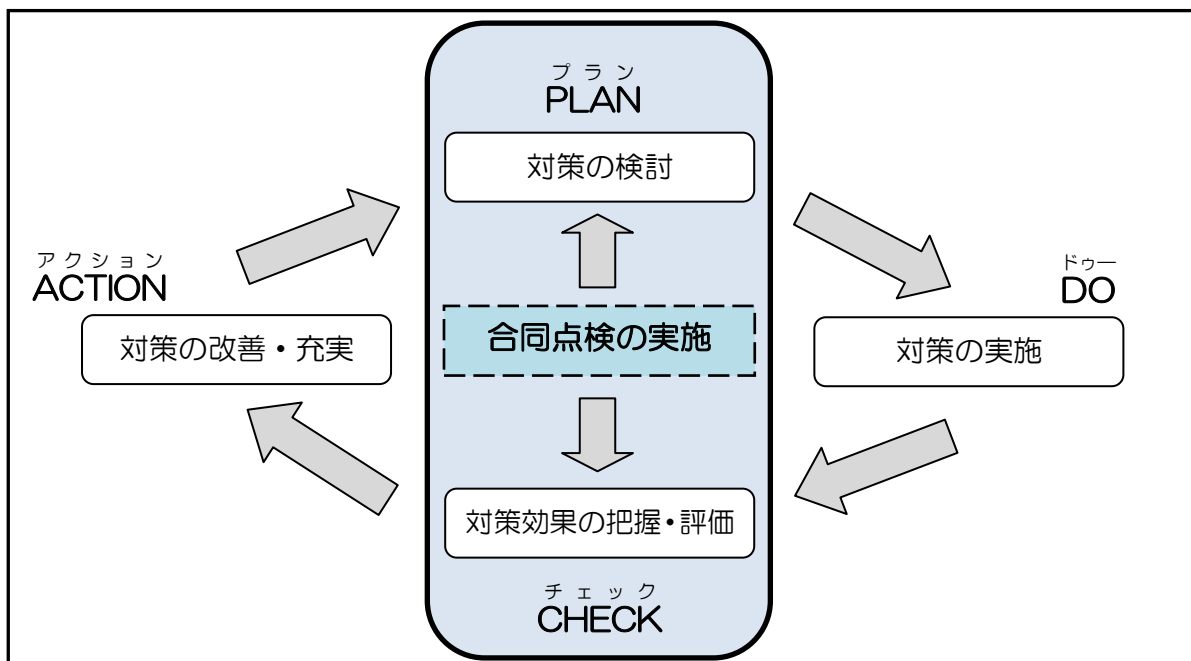 プラン
PLAN
対策の検討
アクション
ACTION
対策の改善・充実
合同点検の実施
ドゥー
DO
対策の実施
対策効果の把握・評価
チェック
CHECK